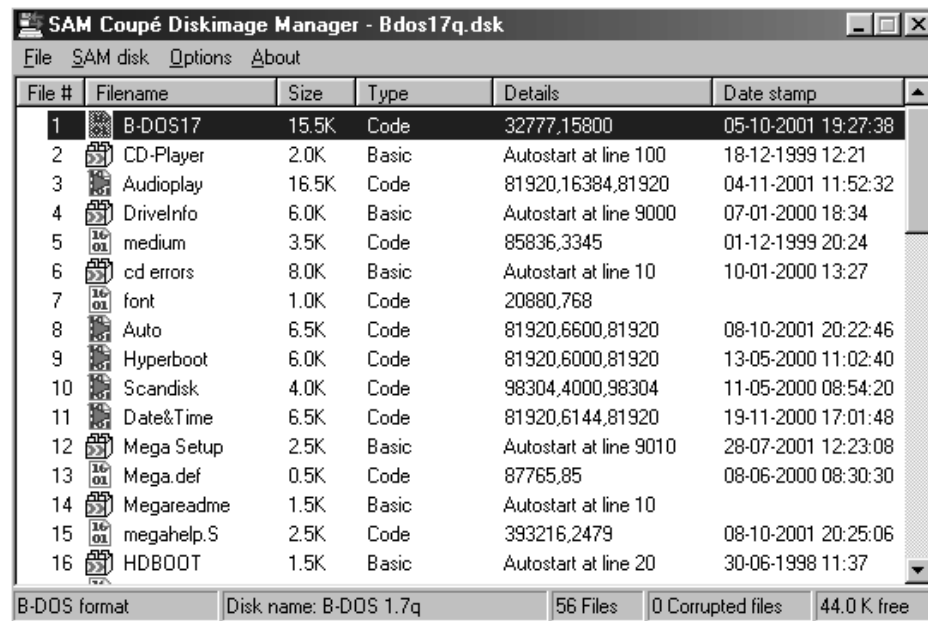 SAM Coupé Diskimage Manager - Bdos17q.dsk
File SAM disk Options About
File # Filename Size Type Details Date stamp
1 B-DOS17 15.5K Code 32777,15800 05-10-2001 19:27:38
2 CD-Player 2.0K Basic Autostart at line 100 18-12-1999 12:21
3 Audioplay 16.5K Code 81920,16384,81920 04-11-2001 11:52:32
4 DriveInfo 6.0K Basic Autostart at line 9000 07-01-2000 18:34
5 medium 3.5K Code 85836,3345 01-12-1999 20:24
6 cd errors 8.0K Basic Autostart at line 10 10-01-2000 13:27
7 font 1.0K Code 20880,768
8 Auto 6.5K Code 81920,6600,81920 08-10-2001 20:22:46
9 Hyperboot 6.0K Code 81920,6000,81920 13-05-2000 11:02:40
10 Scandisk 4.0K Code 98304,4000,98304 11-05-2000 08:54:20
11 Date&Time 6.5K Code 81920,6144,81920 19-11-2000 17:01:48
12 Mega Setup 2.5K Basic Autostart at line 9010 28-07-2001 12:23:08
13 Mega.def 0.5K Code 87765,85 08-06-2000 08:30:30
14 Megareadme 1.5K Basic Autostart at line 10
15 megahelp.S 2.5K Code 393216,2479 08-10-2001 20:25:06
16 HDBOOT 1.5K Basic Autostart at line 20 30-06-1998 11:37
B-DOS format Disk name: B-DOS 1.7q 56 Files 0 Corrupted files 44.0 K free